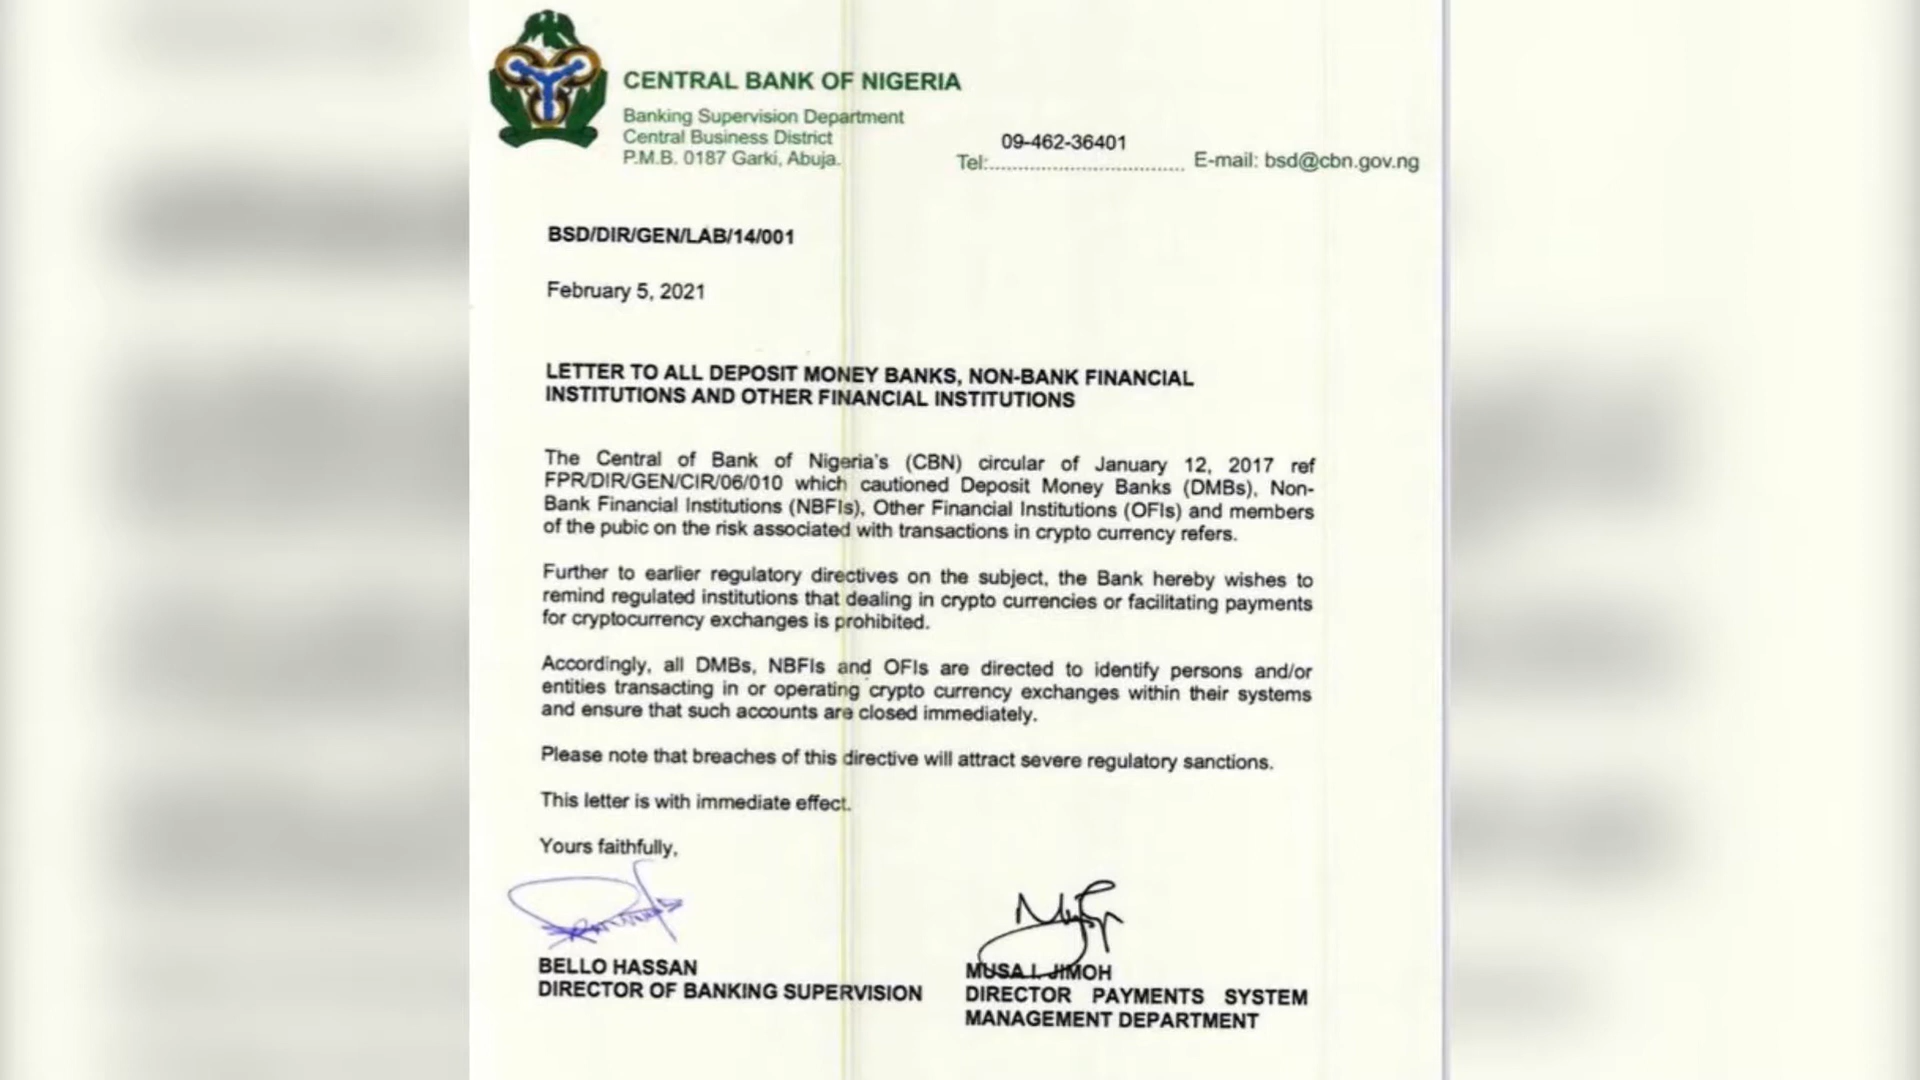 CENTRAL BANK OF NIGERIA
Banking Supervision Department
Central Business District
P.M.B. 0187 Garki, Abuja.
09-462-36401
Tel:.................................. E-mail: bsd@cbn.gov.ng
BSD/DIR/GEN/LAB/14/001
February 5, 2021
LETTER TO ALL DEPOSIT MONEY BANKS, NON-BANK FINANCIAL
INSTITUTIONS AND OTHER FINANCIAL INSTITUTIONS
The Central of Bank of Nigeria's (CBN) circular of January 12, 2017 ref
FPR/DIR/GEN/CIR/06/010 which cautioned Deposit Money Banks (DMBs), Non-
Bank Financial Institutions (NBFIs), Other Financial Institutions (OFIs) and members
of the pubic on the risk associated with transactions in crypto currency refers.
Further to earlier regulatory directives on the subject, the Bank hereby wishes to
remind regulated institutions that dealing in crypto currencies or facilitating payments
for cryptocurrency exchanges is prohibited.
Accordingly, all DMBs, NBFIs and OFIs are directed to identify persons and/or
entities transacting in or operating crypto currency exchanges within their systems
and ensure that such accounts are closed immediately.
Please note that breaches of this directive will attract severe regulatory sanctions.
This letter is with immediate effect.
Yours faithfully,
BELLO HASSAN
DIRECTOR OF BANKING SUPERVISION
MUSA I. JIMOH
DIRECTOR PAYMENTS SYSTEM
MANAGEMENT DEPARTMENT